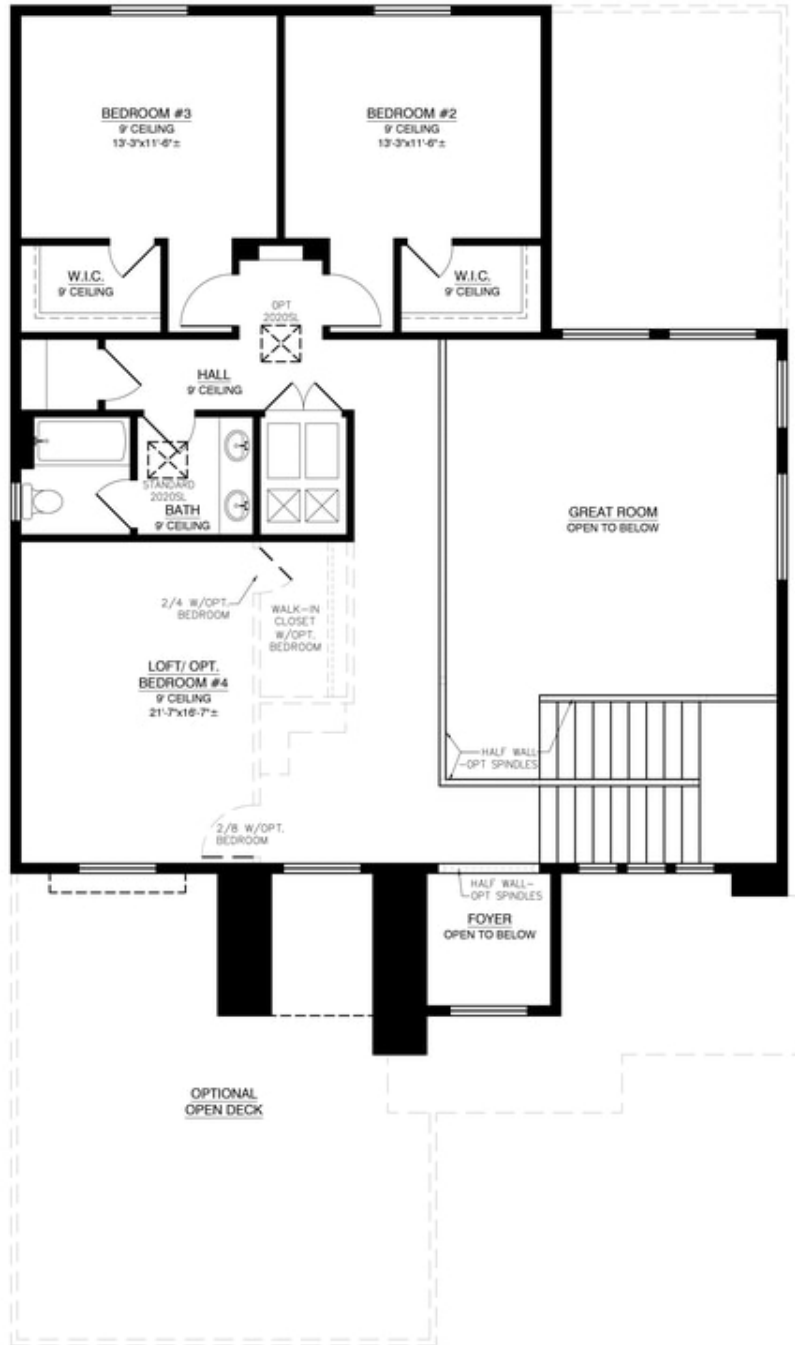 BEDROOM #3
9' CEILING
13'-3"x11'-6"±
BEDROOM #2
9' CEILING
13'-3"x11'-6"±
W.I.C.
9' CEILING
W.I.C.
9' CEILING
OPT
2020SL
HALL
9' CEILING
STANDARD
2020SL
BATH
9' CEILING
GREAT ROOM
OPEN TO BELOW
2/4 W/OPT.
BEDROOM
WALK-IN
CLOSET
W/OPT.
BEDROOM
LOFT/ OPT.
BEDROOM #4
9' CEILING
21'-7"x16'-7"±
HALF WALL
-OPT SPINDLES
2/8 W/OPT.
BEDROOM
HALF WALL-
OPT SPINDLES
FOYER
OPEN TO BELOW
OPTIONAL
OPEN DECK